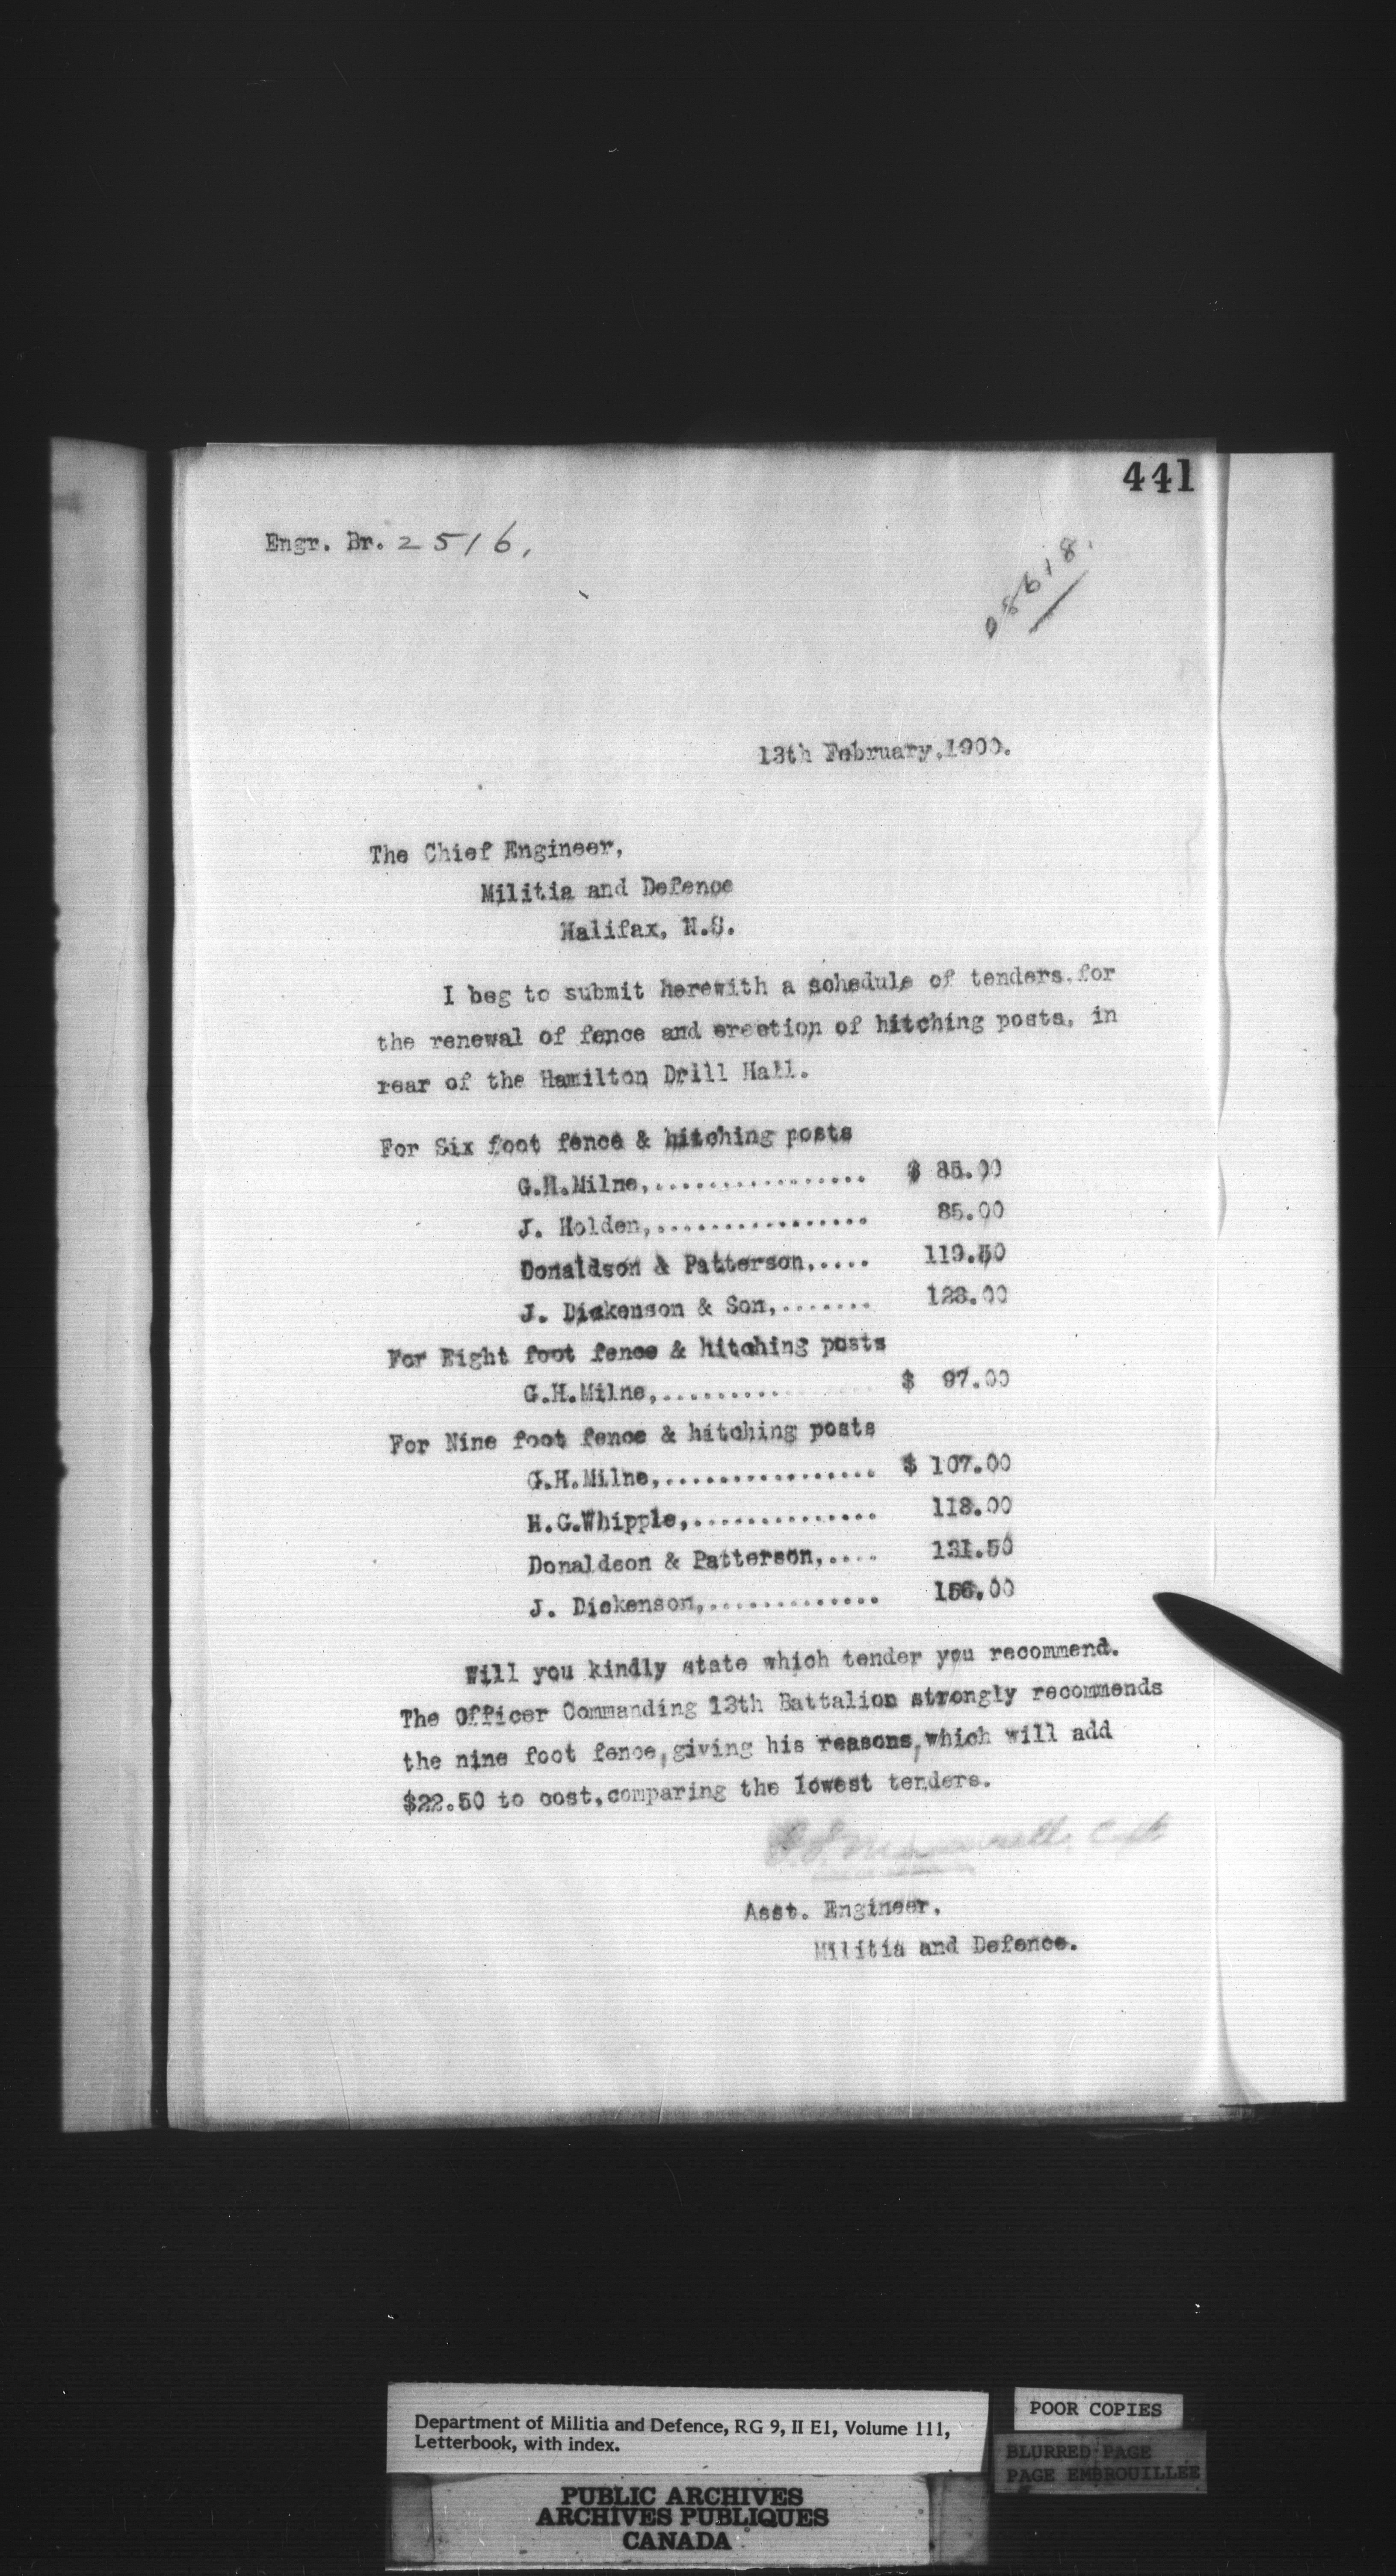 441
Engr. Br. 2516,
08618.
13th February,1900.
The Chief Engineer,
Militia and Defence
Halifax, N.S.
I beg to submit herewith a schedule of tenders,for
the renewal of fence and erection of hitching posts, in
rear of the Hamilton Drill Hall.
For Six foot fence & hitching posts
G.H.Milne,................. $ 85.00
J. Holden,................. 85.00
Donaldson & Patterson,..... 119.50
J. Dickenson & Son,........ 128.00
For Eight foot fence & hitching posts
G.H.Milne,................. $ 97.00
For Nine foot fence & hitching posts
G.H.Milne,................. $ 107.00
H.G.Whipple,............... 118.00
Donaldson & Patterson,..... 131.50
J. Dickenson,.............. 156.00
Will you kindly state which tender you recommend.
The Officer Commanding 13th Battalion strongly recommends
the nine foot fence,giving his reasons,which will add
$22.50 to cost,comparing the lowest tenders.
Capt
Asst. Engineer,
Militia and Defence.
Department of Militia and Defence, RG 9, II E1, Volume 111,
Letterbook, with index.
POOR COPIES
BLURRED PAGE
PAGE EMBROUILLEE
PUBLIC ARCHIVES
ARCHIVES PUBLIQUES
CANADA